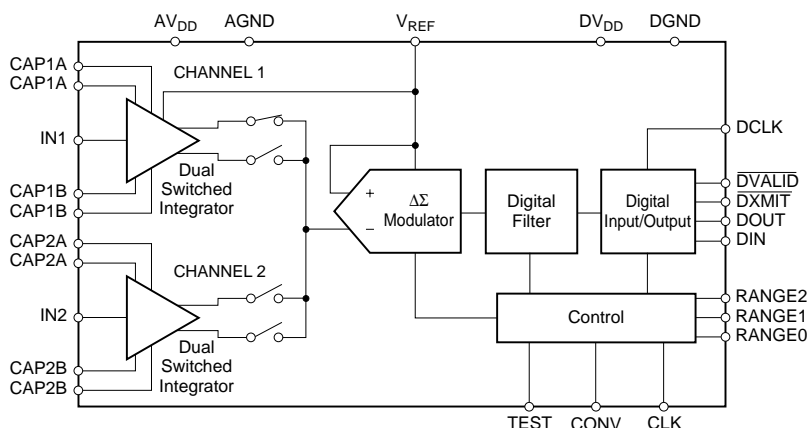 AVDD
AGND
VREF
DVDD
DGND
CAP1A
CAP1A
IN1
CAP1B
CAP1B
CHANNEL 1
Dual
Switched
Integrator
CAP2A
CAP2A
IN2
CAP2B
CAP2B
CHANNEL 2
Dual
Switched
Integrator
+
−
ΔΣ
Modulator
Digital
Filter
Digital
Input/Output
Control
DCLK
DVALID
DXMIT
DOUT
DIN
RANGE2
RANGE1
RANGE0
TEST
CONV
CLK